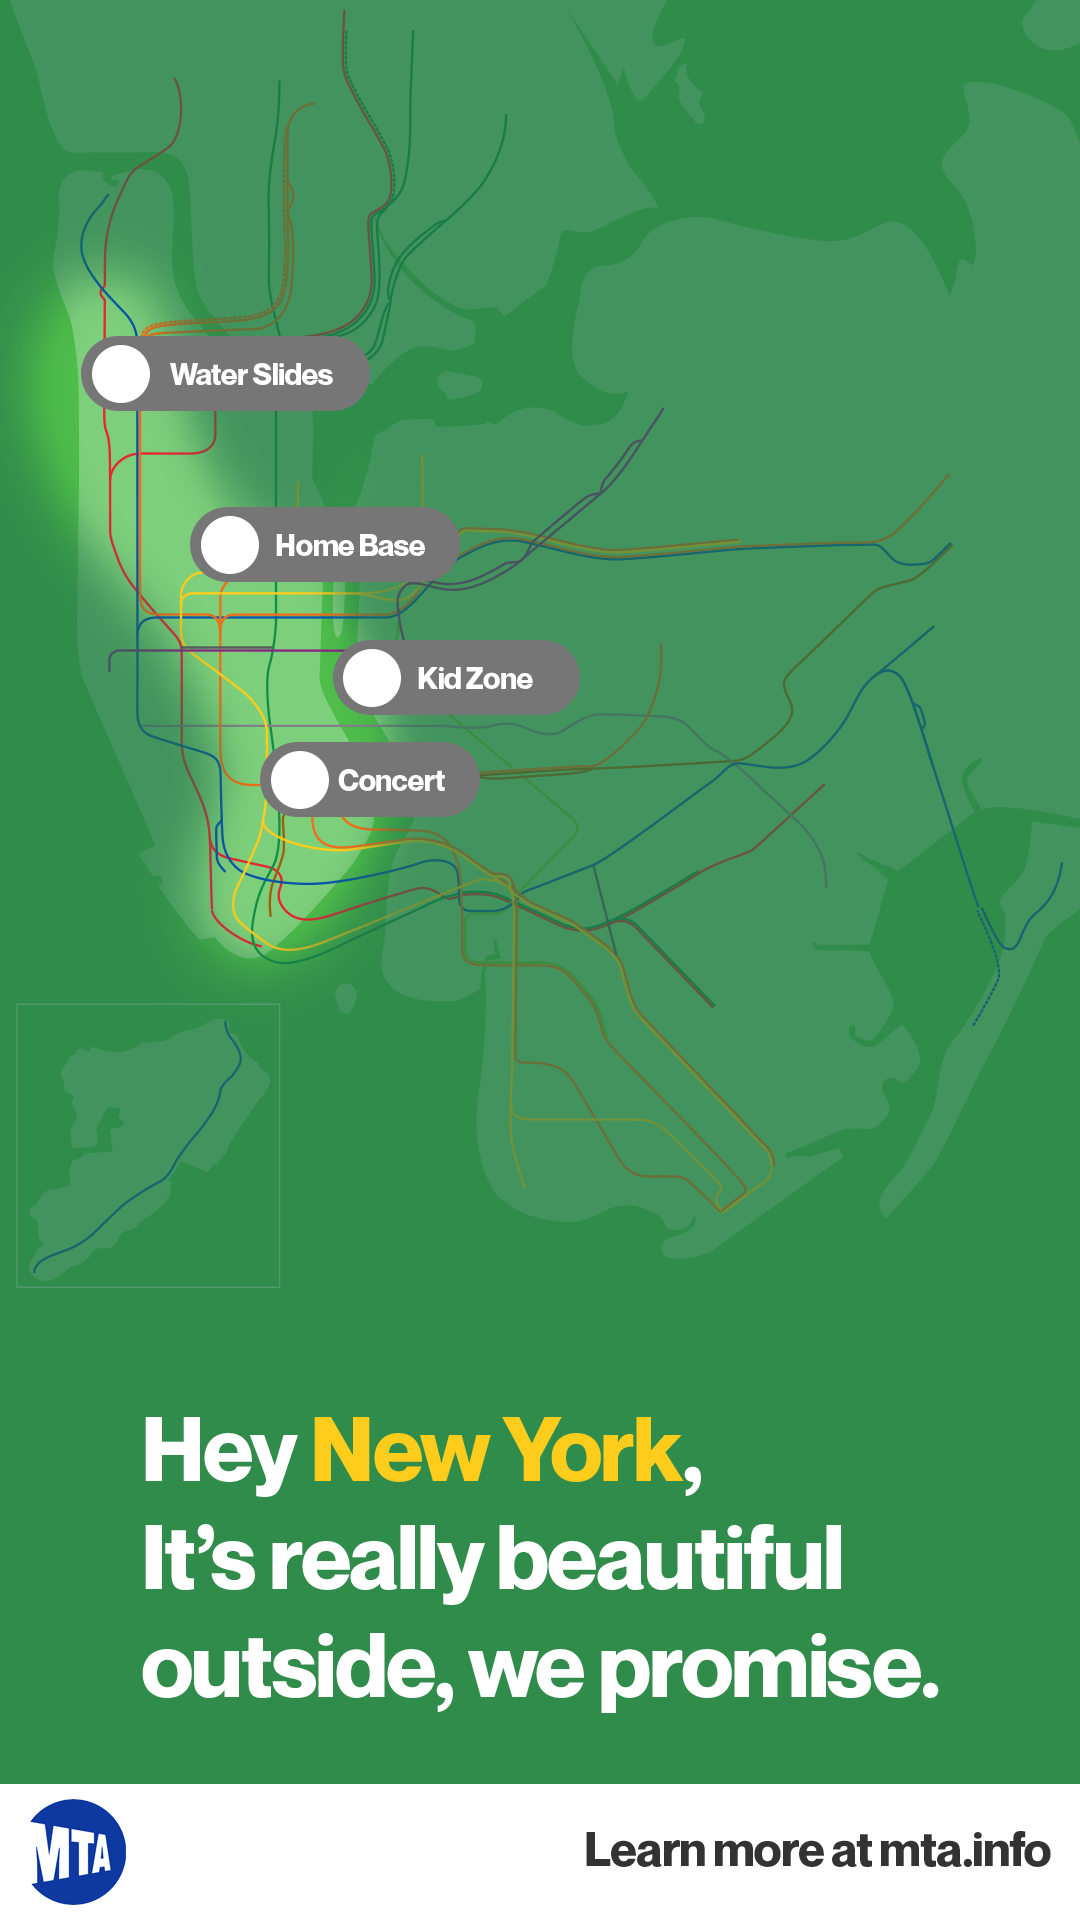 Water Slides
Home Base
Kid Zone
Concert
Hey New York,
It’s really beautiful
outside, we promise.
MTA
Learn more at mta.info